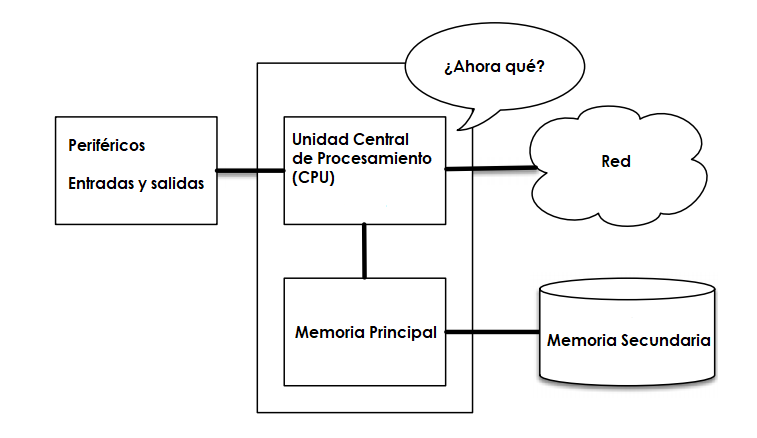 ¿Ahora qué?
Periféricos
Entradas y salidas
Unidad Central
de Procesamiento
(CPU)
Red
Memoria Principal
Memoria Secundaria